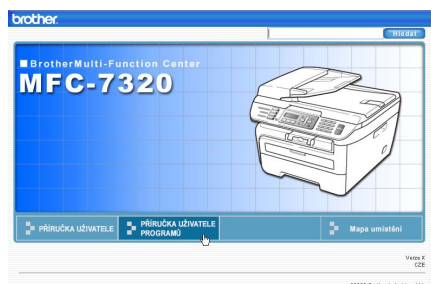 brother.
Hledat
BrotherMulti-Function Center
MFC-7320
PŘÍRUČKA UŽIVATELE
PŘÍRUČKA UŽIVATELE
PROGRAMŮ
Mapa umístění
Verze X
CZE